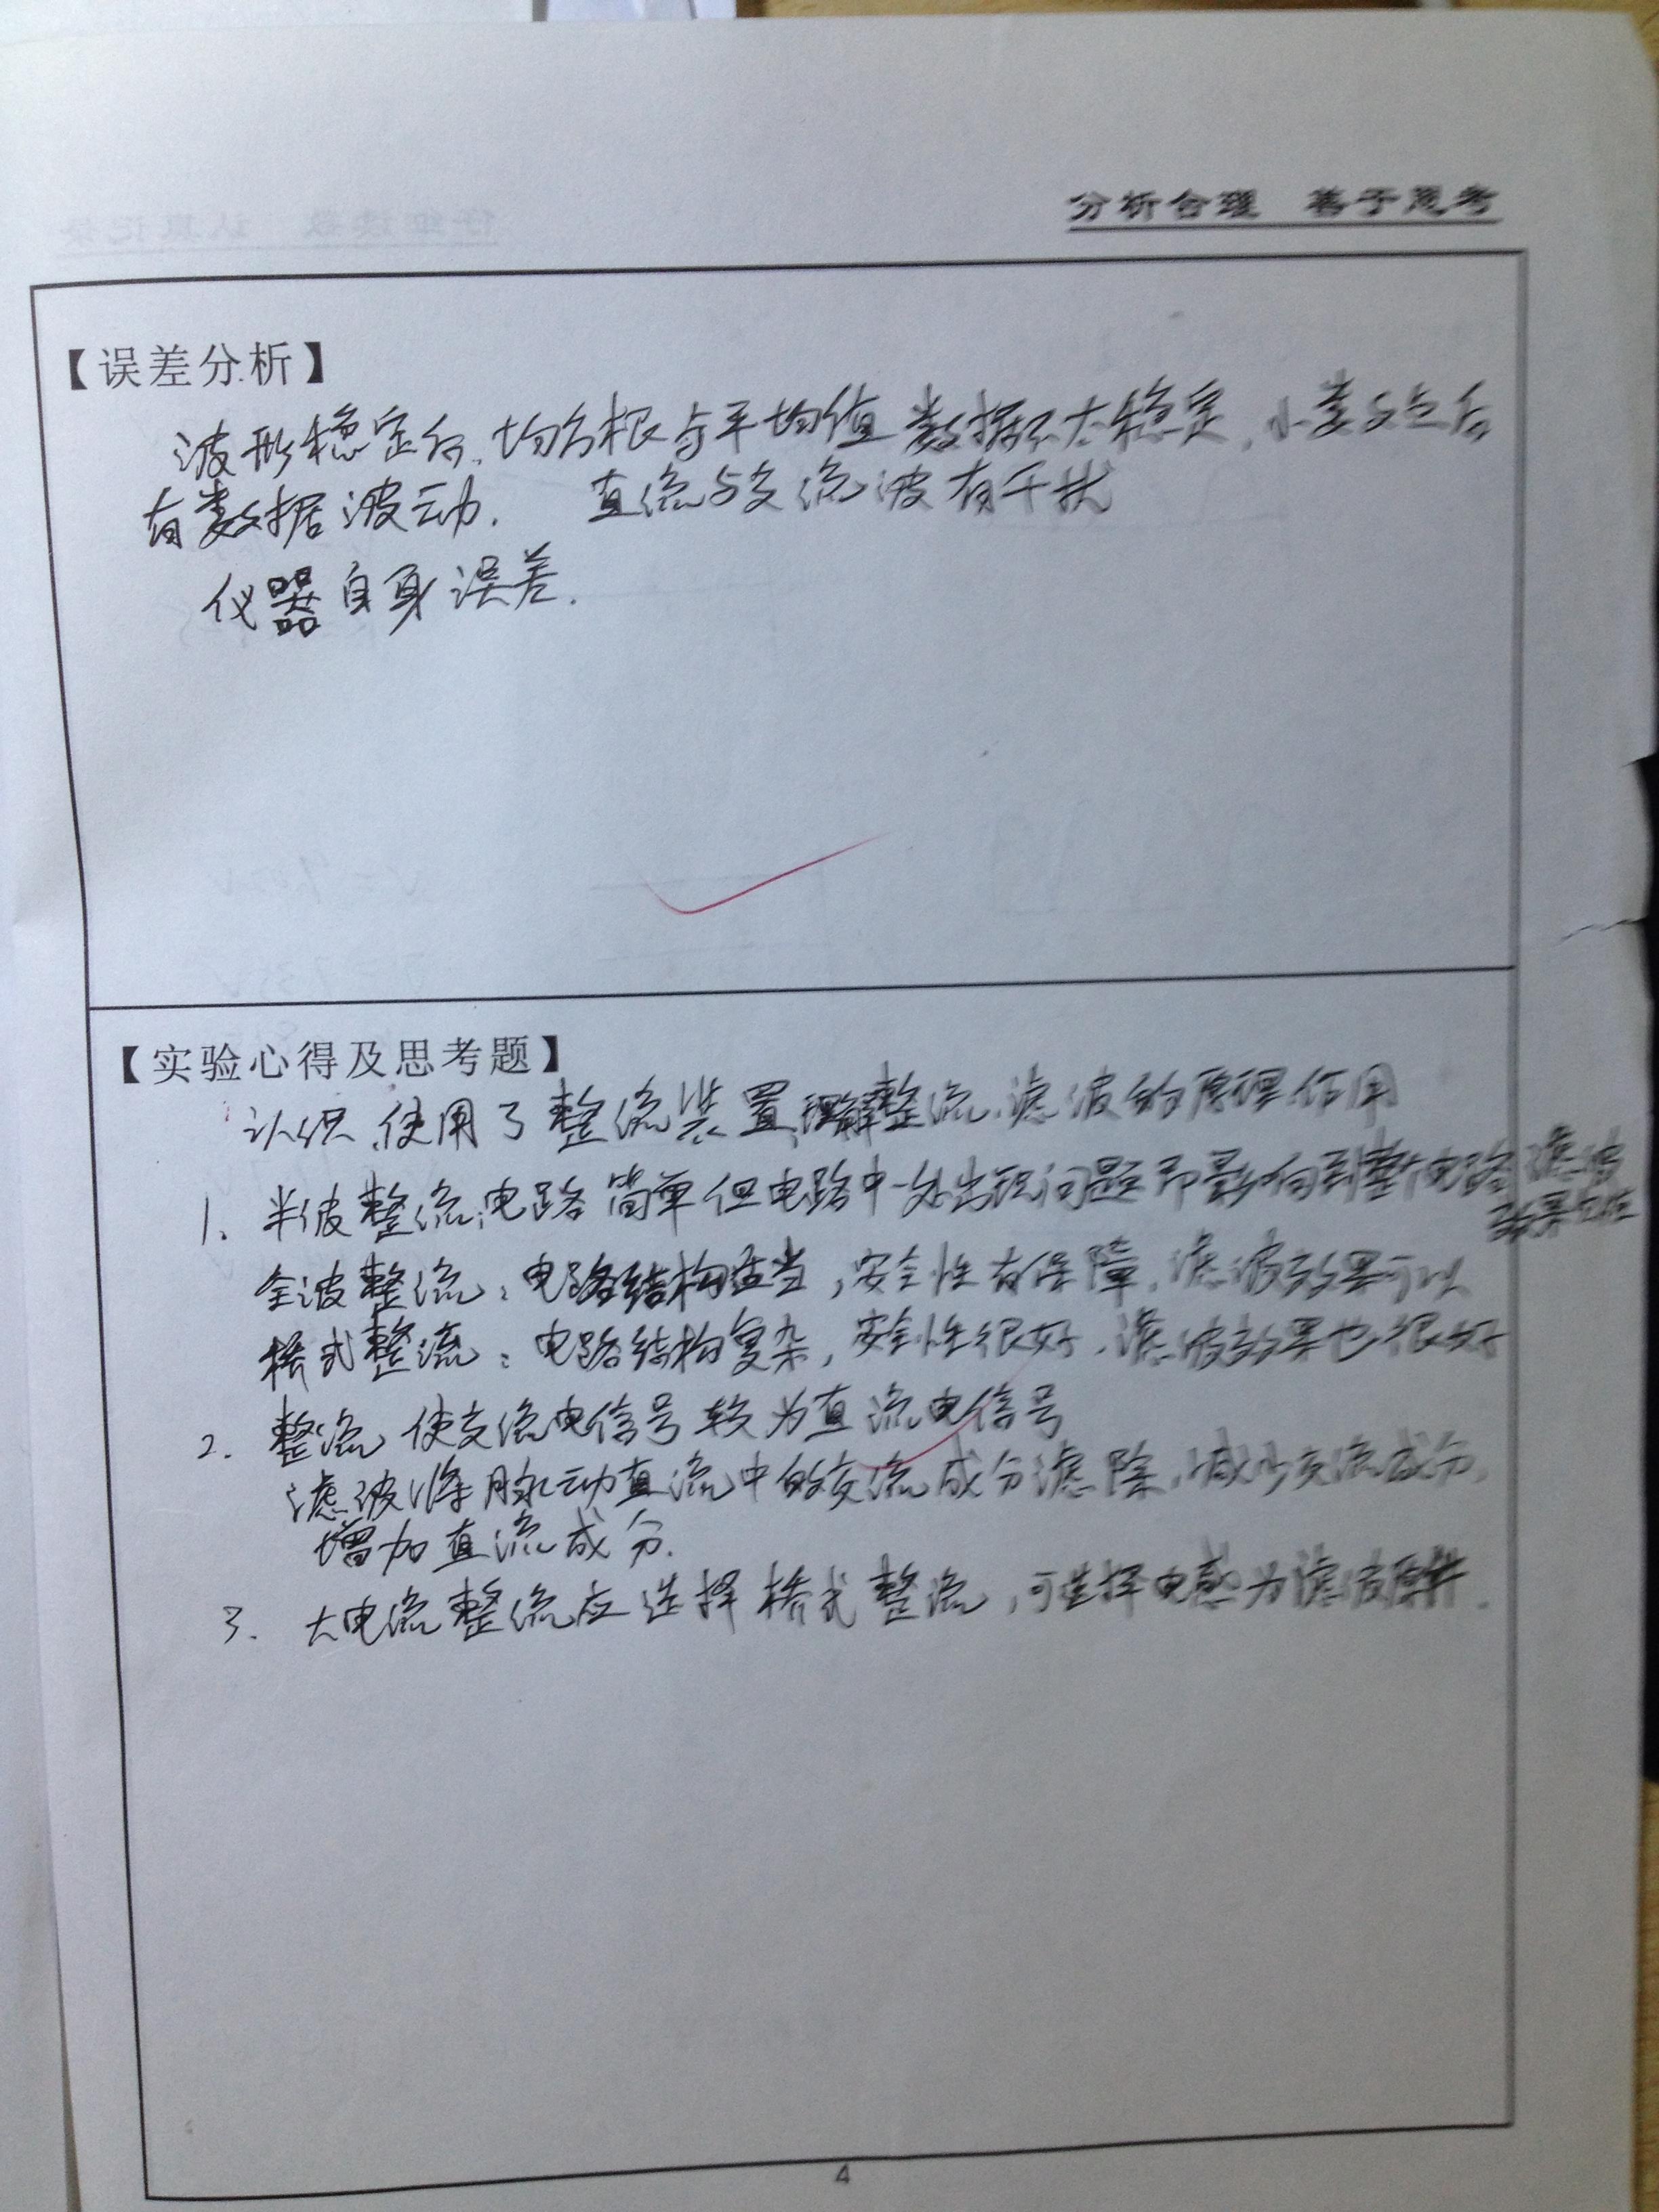 分析合理 善于思考
【误差分析】
波形稳定后,均方根与平均值数据不太稳定,小
有数据波动. 直流与交流波有干扰
仪器自身误差.
【实验心得及思考题】
认识,使用了整流装置,理解整流、滤波的原理作用
1. 半波整流:电路简单但电路中一处出现问题即影响到整个电路 滤波
效果
全波整流:电路结构适当,安全性有保障,滤波效果可以
桥式整流:电路结构复杂,安全性很好,滤波效果也很好
2. 整流 使交流电信号 较为直流电信号
滤波 将脉动直流中的交流成分滤除,减少交流成分,
增加直流成分.
3. 大电流整流应选择桥式整流,可选择电感为滤波原件.
4